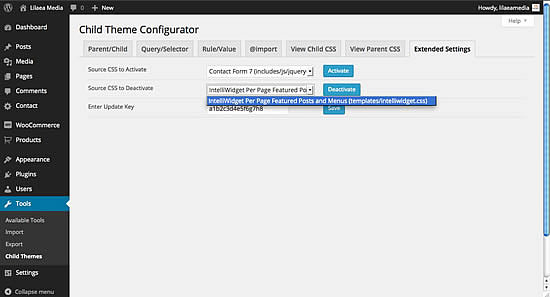 Lilaea Media 0 + New Howdy, lilaeamedia
Help
Dashboard
Posts
Media
Pages
Comments
Contact
WooCommerce
Products
Appearance
Plugins
Users
Tools
Available Tools
Import
Export
Child Themes
Settings
Collapse menu
Child Theme Configurator
Parent/Child Query/Selector Rule/Value @import View Child CSS View Parent CSS Extended Settings
Source CSS to Activate Contact Form 7 (includes/js/jquery Activate
Source CSS to Deactivate IntelliWidget Per Page Featured Po Deactivate
IntelliWidget Per Page Featured Posts and Menus (templates/intelliwidget.css)
Enter Update Key a1b2c3d4e5f6g7h8 Save